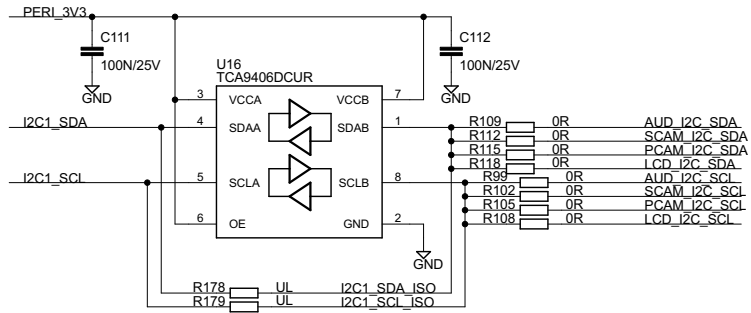 PERI_3V3
C111
100N/25V
GND
C112
100N/25V
GND
U16
TCA9406DCUR
3 VCCA VCCB 7
I2C1_SDA 4 SDAA SDAB 1
I2C1_SCL 5 SCLA SCLB 8
6 OE GND 2
GND
R109 0R AUD_I2C_SDA
R112 0R SCAM_I2C_SDA
R115 0R PCAM_I2C_SDA
R118 0R LCD_I2C_SDA
R99 0R AUD_I2C_SCL
R102 0R SCAM_I2C_SCL
R105 0R PCAM_I2C_SCL
R108 0R LCD_I2C_SCL
R178 UL I2C1_SDA_ISO
R179 UL I2C1_SCL_ISO